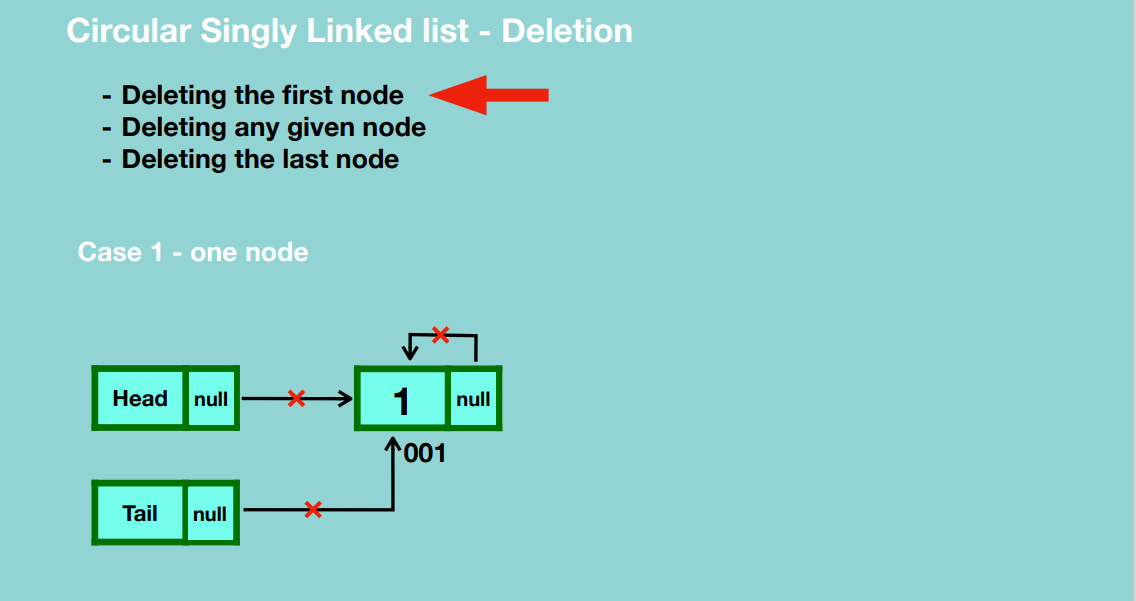 Circular Singly Linked list - Deletion
- Deleting the first node
- Deleting any given node
- Deleting the last node
Case 1 - one node
Head null 1 null
001
Tail null